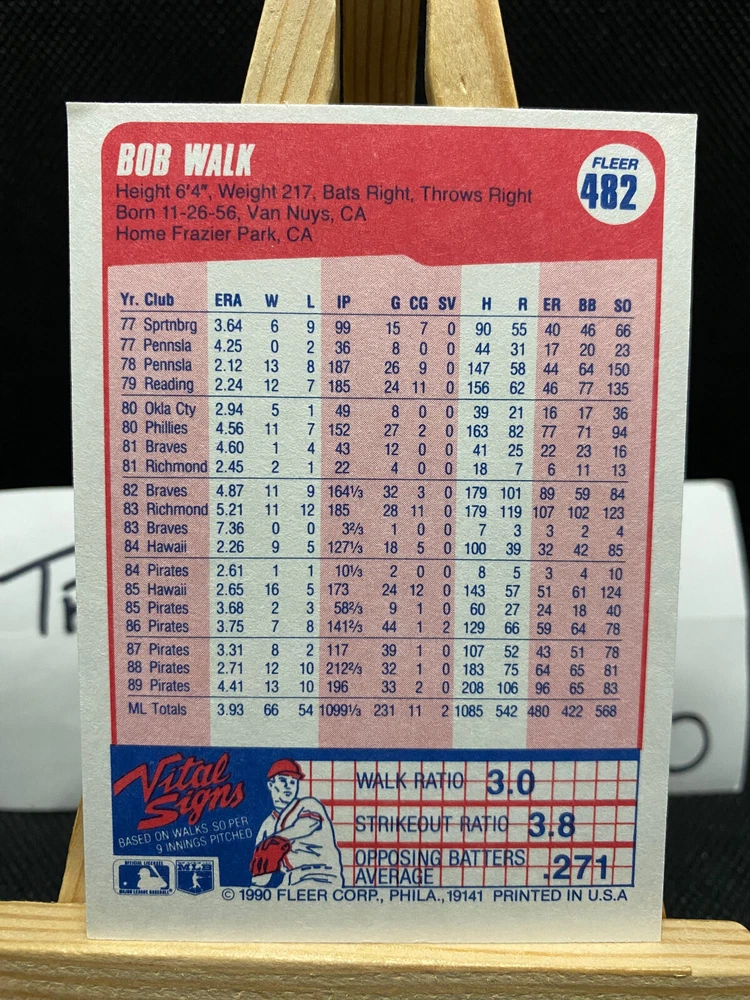 BOB WALK
FLEER
482
Height 6'4", Weight 217, Bats Right, Throws Right
Born 11-26-56, Van Nuys, CA
Home Frazier Park, CA
Yr. Club ERA W L IP G CG SV H R ER BB SO
77 Sprtnbrg 3.64 6 9 99 15 7 0 90 55 40 46 66
77 Pennsla 4.25 0 2 36 8 0 0 44 31 17 20 23
78 Pennsla 2.12 13 8 187 26 9 0 147 58 44 64 150
79 Reading 2.24 12 7 185 24 11 0 156 62 46 77 135
80 Okla Cty 2.94 5 1 49 8 0 0 39 21 16 17 36
80 Phillies 4.56 11 7 152 27 2 0 163 82 77 71 94
81 Braves 4.60 1 4 43 12 0 0 41 25 22 23 16
81 Richmond 2.45 2 1 22 4 0 0 18 7 6 11 13
82 Braves 4.87 11 9 164⅓ 32 3 0 179 101 89 59 84
83 Richmond 5.21 11 12 185 28 11 0 179 119 107 102 123
83 Braves 7.36 0 0 3⅔ 1 0 0 7 3 3 2 4
84 Hawaii 2.26 9 5 127⅓ 18 5 0 100 39 32 42 85
84 Pirates 2.61 1 1 10⅓ 2 0 0 8 5 3 4 10
85 Hawaii 2.65 16 5 173 24 12 0 143 57 51 61 124
85 Pirates 3.68 2 3 58⅔ 9 1 0 60 27 24 18 40
86 Pirates 3.75 7 8 141⅔ 44 1 2 129 66 59 64 78
87 Pirates 3.31 8 2 117 39 1 0 107 52 43 51 78
88 Pirates 2.71 12 10 212⅔ 32 1 0 183 75 64 65 81
89 Pirates 4.41 13 10 196 33 2 0 208 106 96 65 83
ML Totals 3.93 66 54 1099⅓ 231 11 2 1085 542 480 422 568
Vital
Signs
BASED ON WALKS SO PER
9 INNINGS PITCHED
WALK RATIO 3.0
STRIKEOUT RATIO 3.8
OPPOSING BATTERS
AVERAGE .271
© 1990 FLEER CORP., PHILA., 19141 PRINTED IN U.S.A